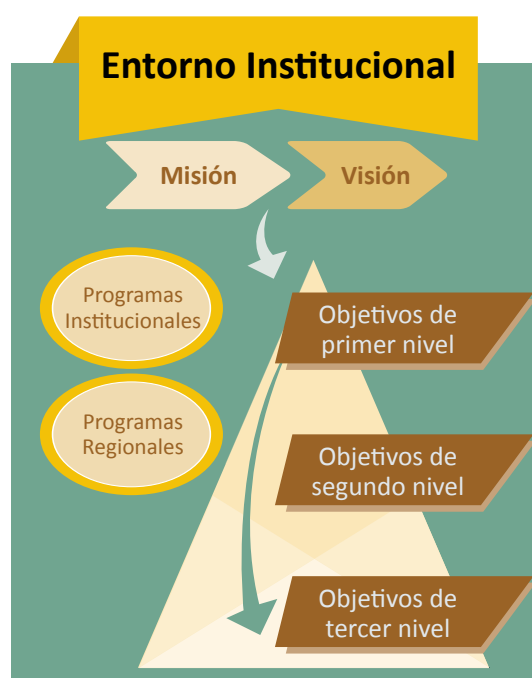 Entorno Institucional
Misión
Visión
Programas
Institucionales
Programas
Regionales
Objetivos de
primer nivel
Objetivos de
segundo nivel
Objetivos de
tercer nivel